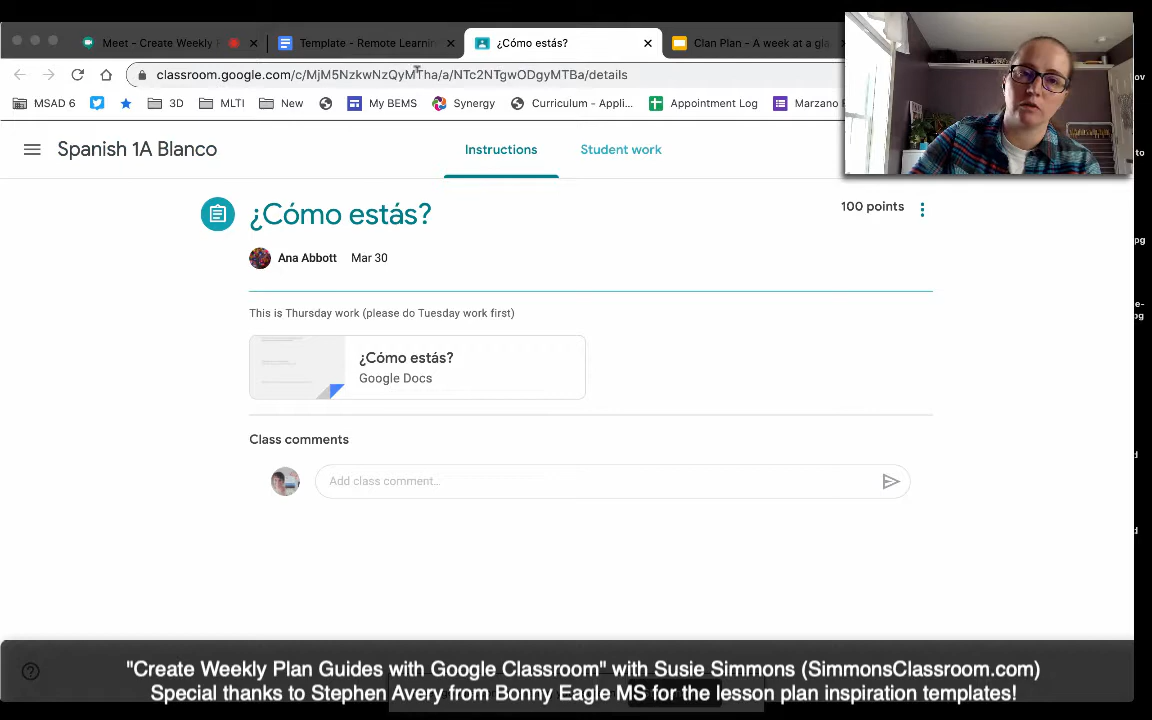 Meet - Create Weekly
Template - Remote Learnin
¿Cómo estás?
Clan Plan - A week at a gla
classroom.google.com/c/MjM5NzkwNzQyMTha/a/NTc2NTgwODgyMTBa/details
MSAD 6
3D
MLTI
New
My BEMS
Synergy
Curriculum - Appli...
Appointment Log
Marzano
Spanish 1A Blanco
Instructions
Student work
¿Cómo estás?
100 points
Ana Abbott Mar 30
This is Thursday work (please do Tuesday work first)
¿Cómo estás?
Google Docs
Class comments
Add class comment...
"Create Weekly Plan Guides with Google Classroom" with Susie Simmons (SimmonsClassroom.com)
Special thanks to Stephen Avery from Bonny Eagle MS for the lesson plan inspiration templates!